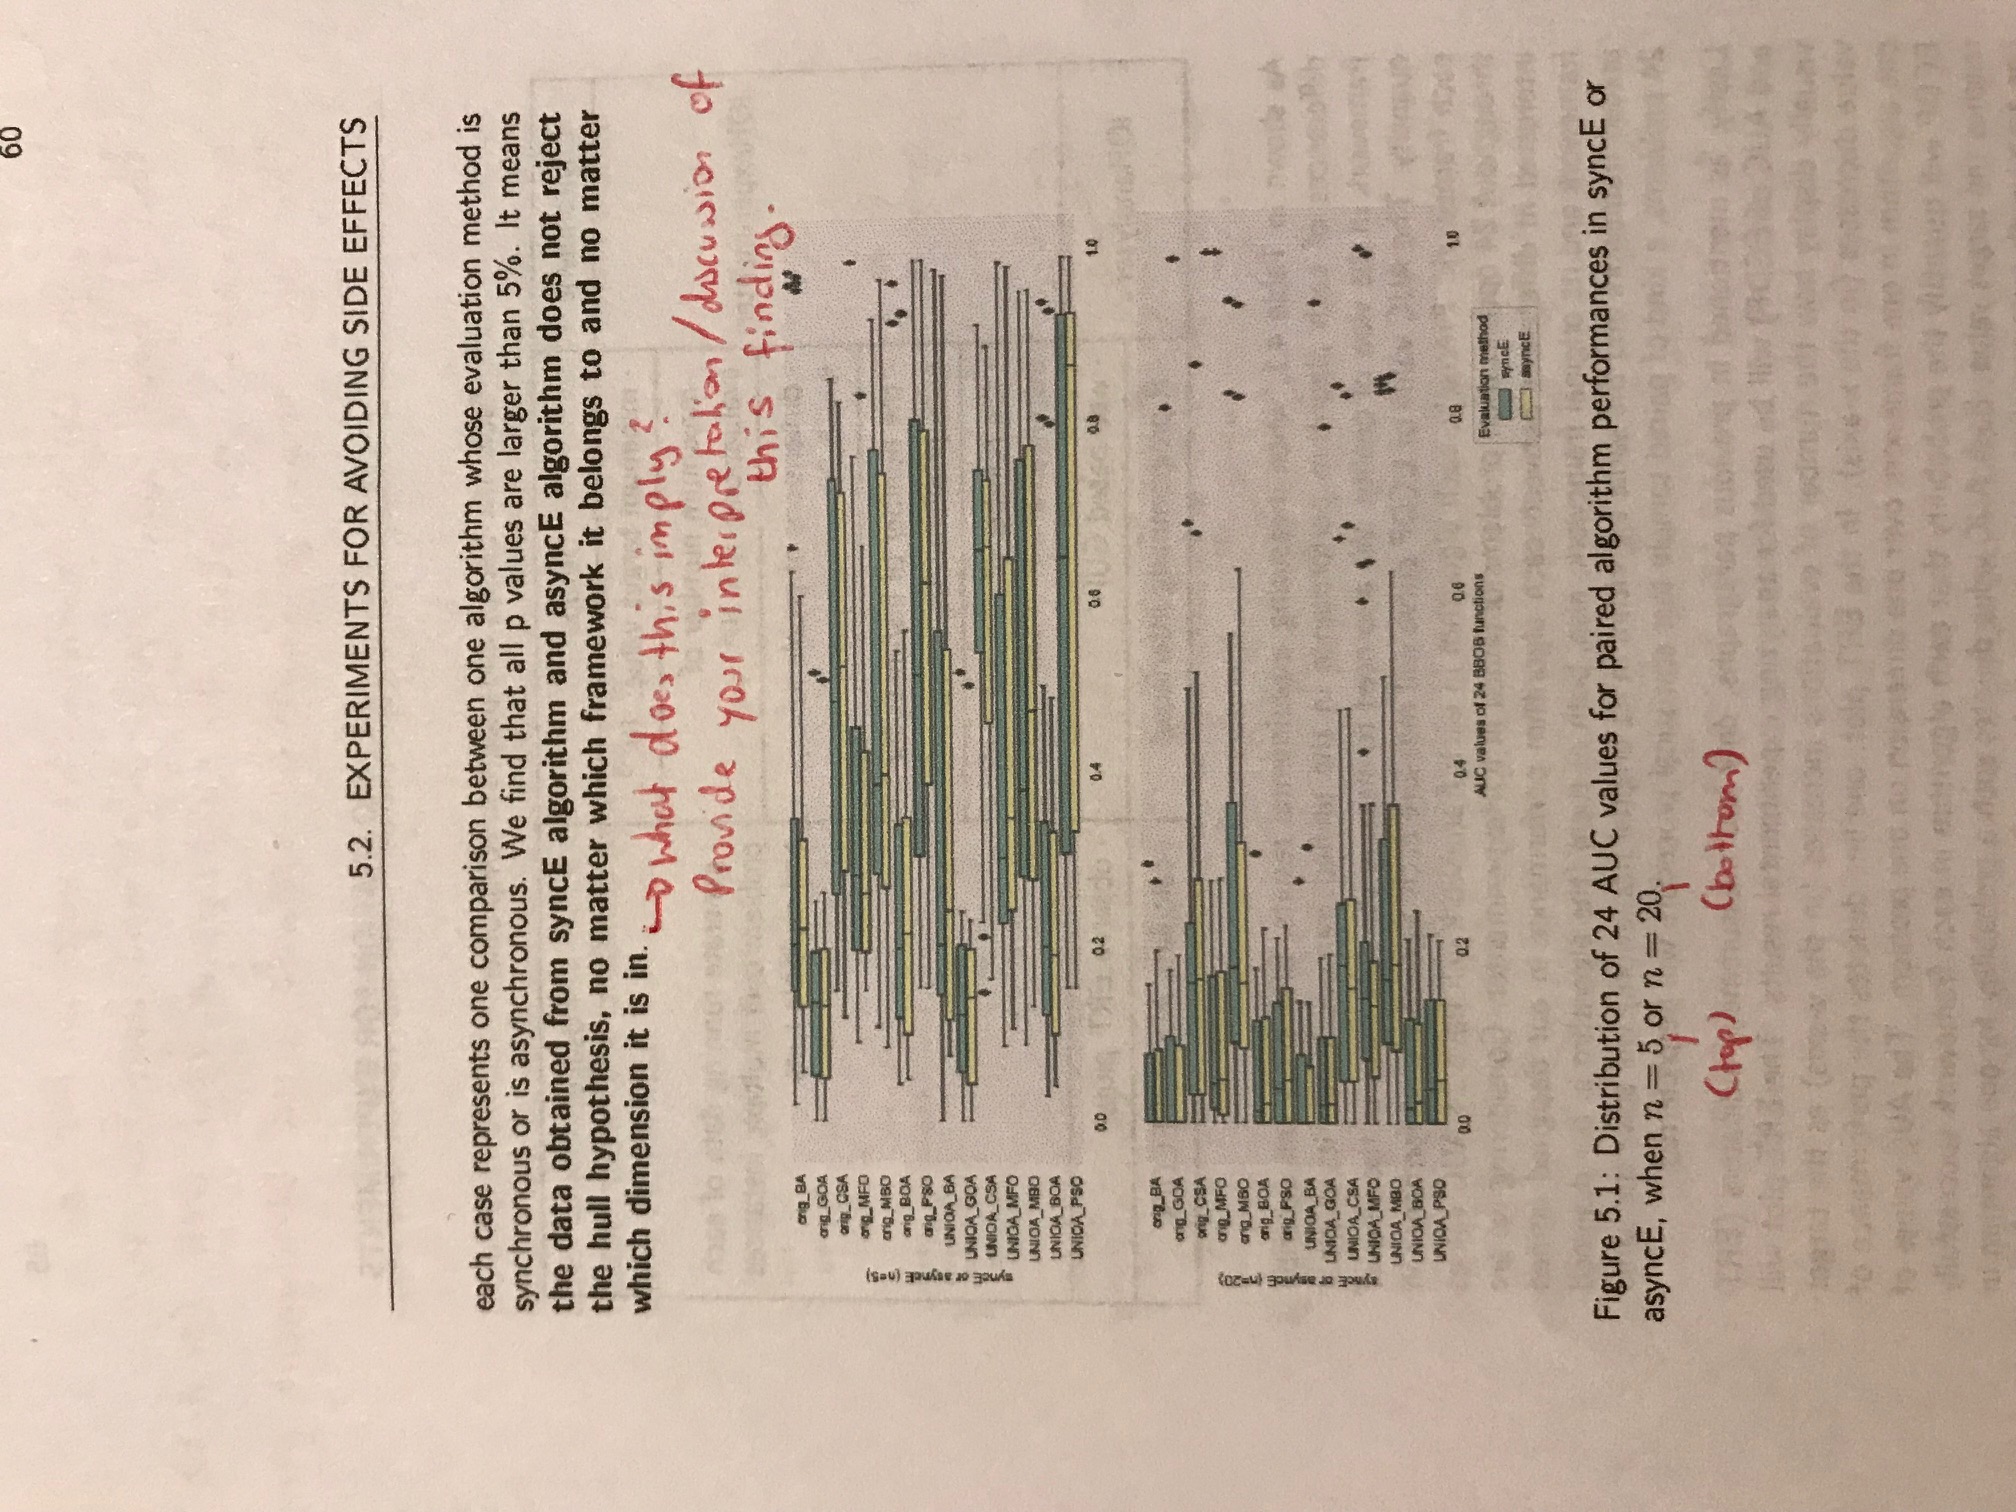 60
5.2. EXPERIMENTS FOR AVOIDING SIDE EFFECTS
each case represents one comparison between one algorithm whose evaluation method is
synchronous or is asynchronous. We find that all p values are larger than 5%. It means
the data obtained from syncE algorithm and asyncE algorithm does not reject
the hull hypothesis, no matter which framework it belongs to and no matter
which dimension it is in.
→ what does this imply?
Provide your interpretation/discussion of
this finding.
syncE or asyncE (n=5)
orig_BA
orig_GOA
orig_CSA
orig_MFO
orig_MBO
orig_BOA
orig_PSO
UNIOA_BA
UNIOA_GOA
UNIOA_CSA
UNIOA_MFO
UNIOA_MBO
UNIOA_BOA
UNIOA_PSO
0.0 0.2 0.4 0.6 0.8 1.0
syncE or asyncE (n=20)
orig_BA
orig_GOA
orig_CSA
orig_MFO
orig_MBO
orig_BOA
orig_PSO
UNIOA_BA
UNIOA_GOA
UNIOA_CSA
UNIOA_MFO
UNIOA_MBO
UNIOA_BOA
UNIOA_PSO
0.0 0.2 0.4 0.6 0.8 1.0
AUC values of 24 BBOB functions
Evaluation method
syncE
asyncE
Figure 5.1: Distribution of 24 AUC values for paired algorithm performances in syncE or
asyncE, when n = 5 or n = 20.
(top) (bottom)